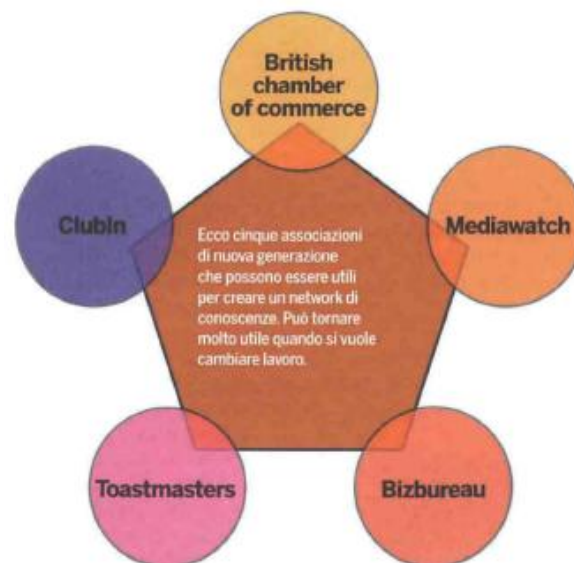 British
chamber
of commerce
ClubIn
Mediawatch
Ecco cinque associazioni
di nuova generazione
che possono essere utili
per creare un network di
conoscenze. Può tornare
molto utile quando si vuole
cambiare lavoro.
Toastmasters
Bizbureau